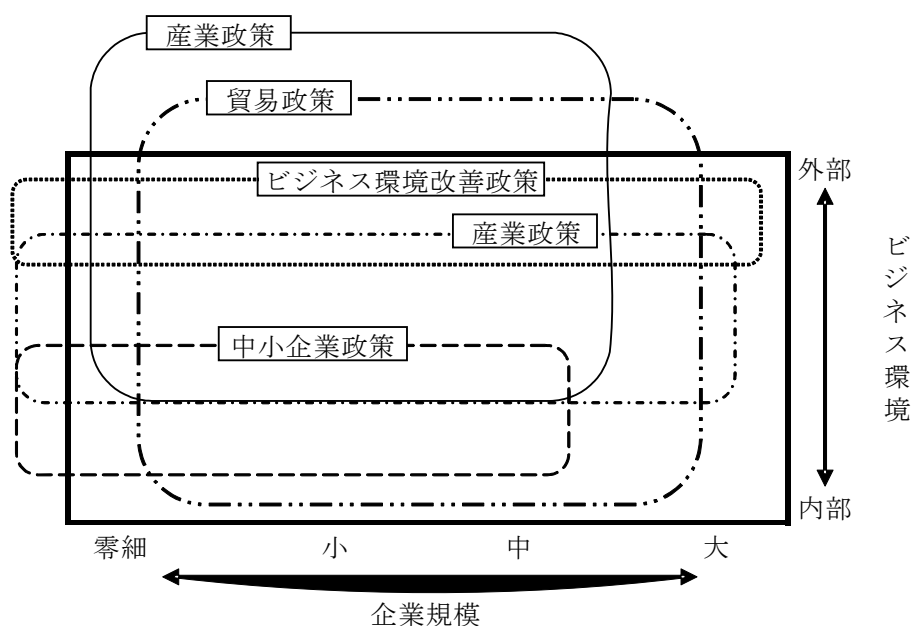 産業政策
貿易政策
ビジネス環境改善政策
外部
産業政策
ビジネス環境
中小企業政策
内部
零細
小
中
大
企業規模